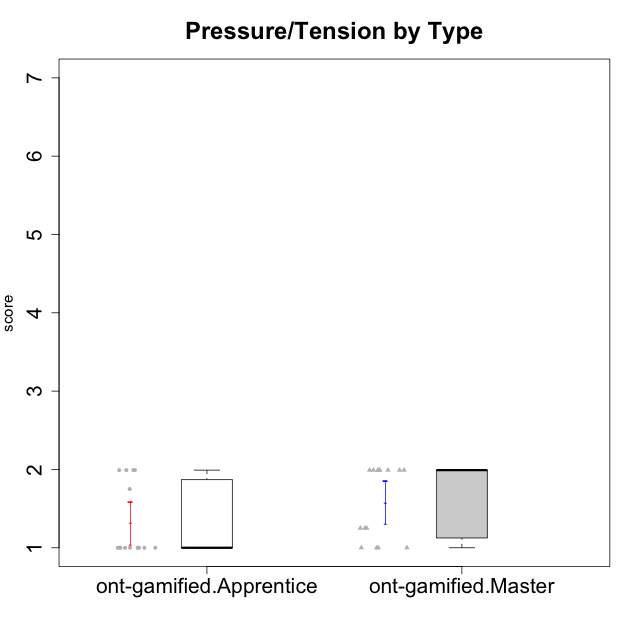 Pressure/Tension by Type
7
6
5
4
3
2
1
score
ont-gamified.Apprentice
ont-gamified.Master